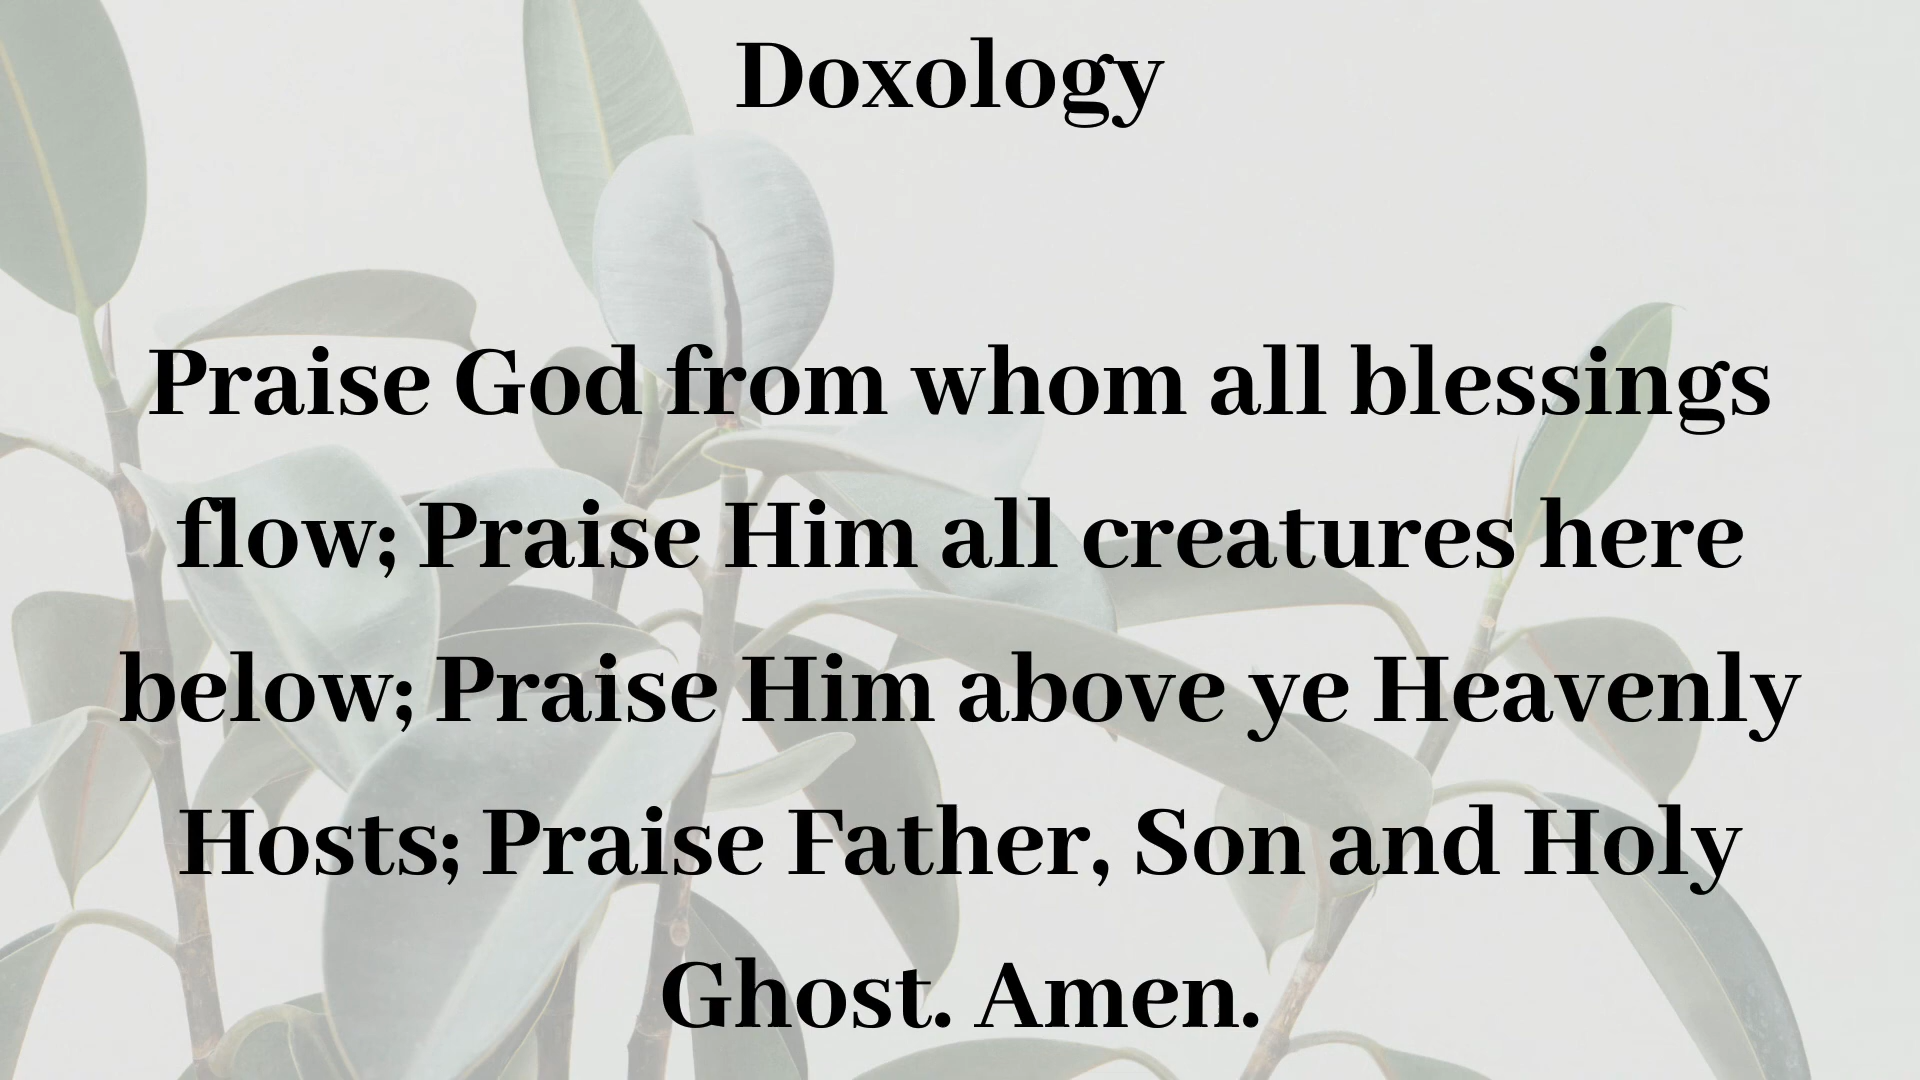 Doxology
Praise God from whom all blessings
flow; Praise Him all creatures here
below; Praise Him above ye Heavenly
Hosts; Praise Father, Son and Holy
Ghost. Amen.